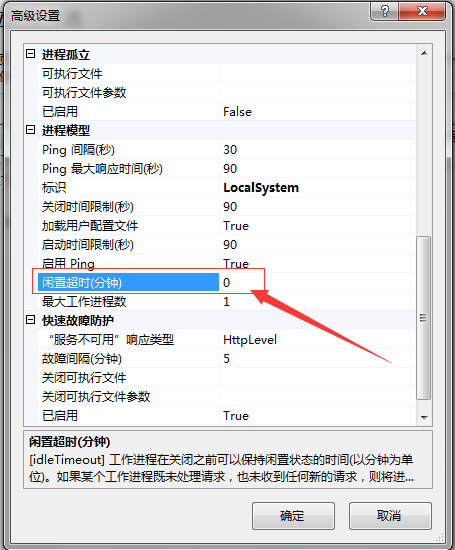 高级设置
进程孤立
可执行文件
可执行文件参数
已启用 False
进程模型
Ping 间隔(秒) 30
Ping 最大响应时间(秒) 90
标识 LocalSystem
关闭时间限制(秒) 90
加载用户配置文件 True
启动时间限制(秒) 90
启用 Ping True
闲置超时(分钟) 0
最大工作进程数 1
快速故障防护
“服务不可用”响应类型 HttpLevel
故障间隔(分钟) 5
关闭可执行文件
关闭可执行文件参数
已启用 True
闲置超时(分钟)
[idleTimeout] 工作进程在关闭之前可以保持闲置状态的时间(以分钟为单
位)。如果某个工作进程既未处理请求，也未收到任何新的请求，则将进...
确定 取消